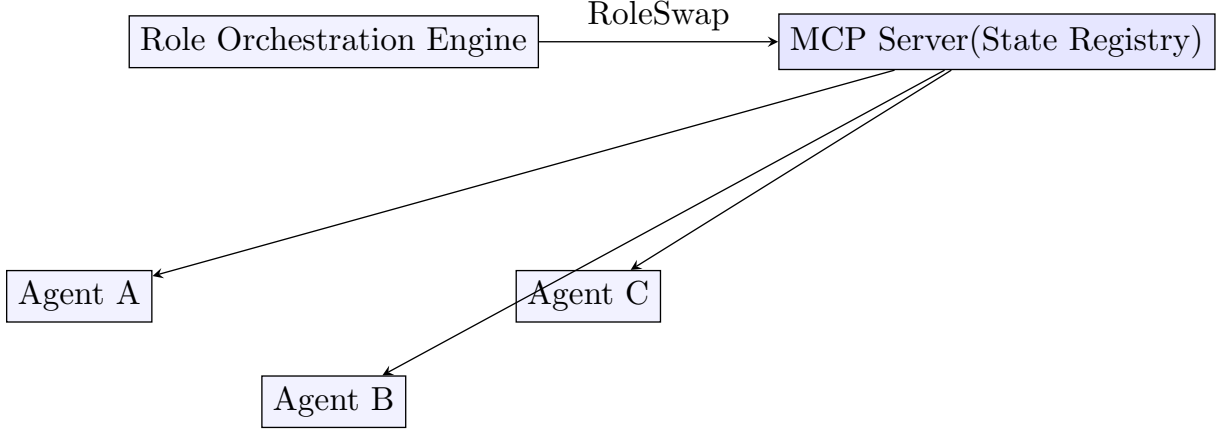 Role Orchestration Engine
RoleSwap
MCP Server(State Registry)
Agent A
Agent C
Agent B